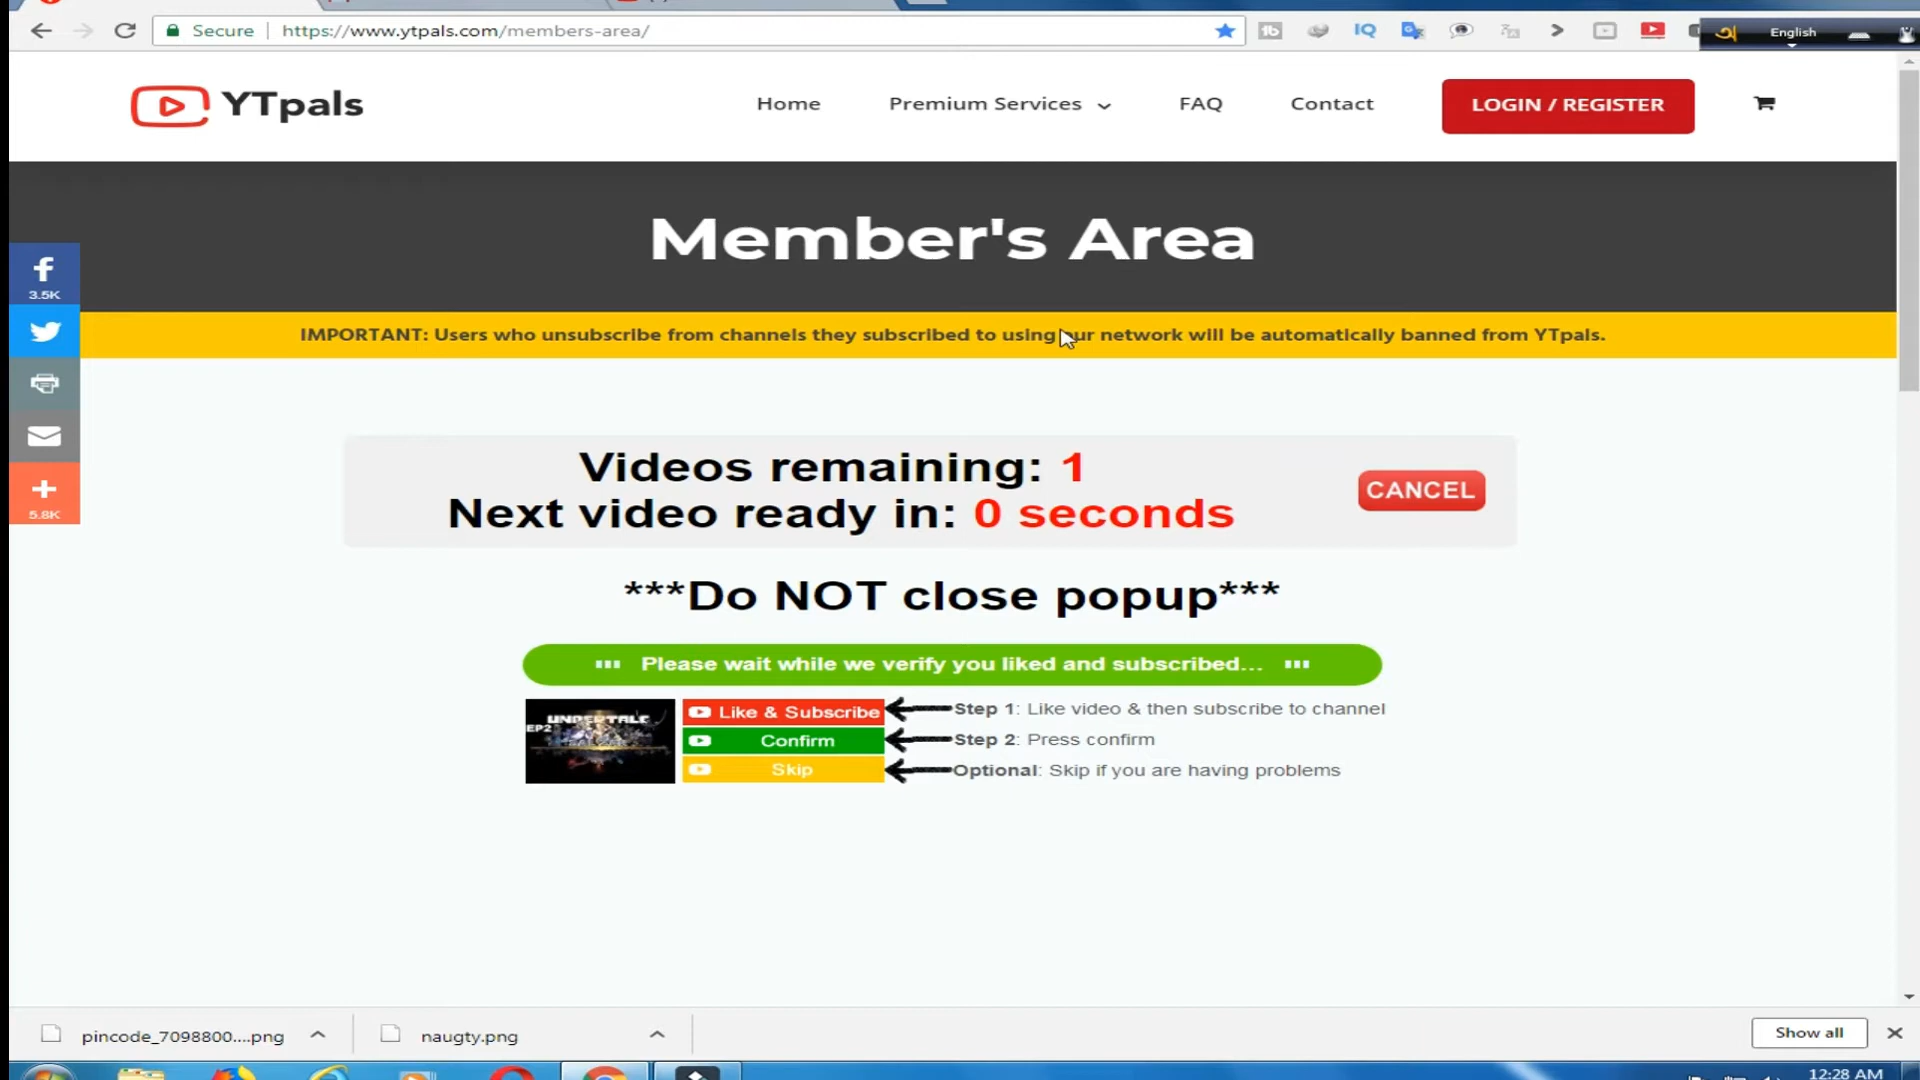 Secure https://www.ytpals.com/members-area/
IQ
English
YTpals
Home Premium Services FAQ Contact LOGIN / REGISTER
Member's Area
IMPORTANT: Users who unsubscribe from channels they subscribed to using our network will be automatically banned from YTpals.
3.5K
5.8K
Videos remaining: 1
Next video ready in: 0 seconds
CANCEL
***Do NOT close popup***
Please wait while we verify you liked and subscribed...
UNDERTALE
EP2
Like & Subscribe
Confirm
Skip
Step 1: Like video & then subscribe to channel
Step 2: Press confirm
Optional: Skip if you are having problems
pincode_7098800....png
naugty.png
Show all
12:28 AM